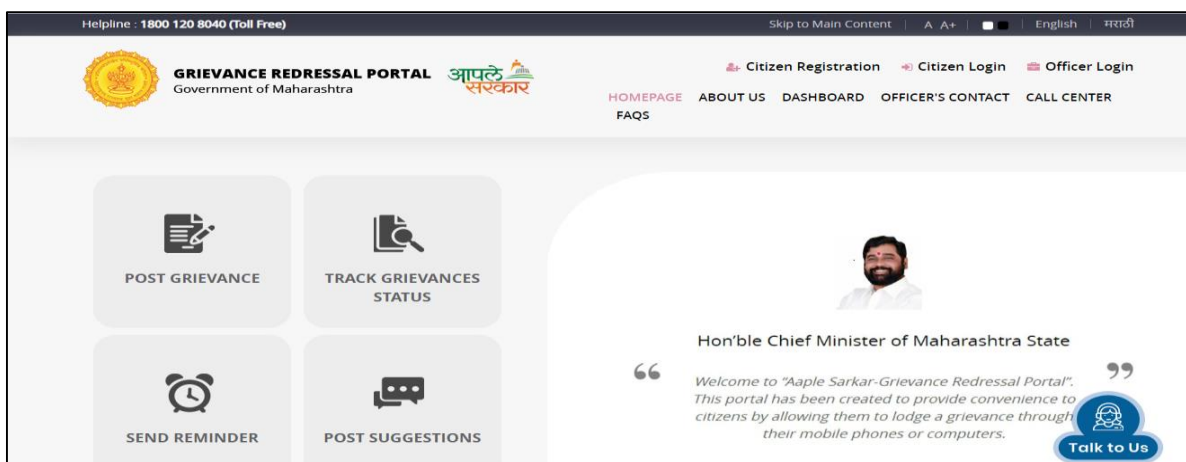 Helpline : 1800 120 8040 (Toll Free)
Skip to Main Content | A A+ | | English | मराठी
GRIEVANCE REDRESSAL PORTAL
Government of Maharashtra
आपले
सरकार
Citizen Registration Citizen Login Officer Login
HOMEPAGE ABOUT US DASHBOARD OFFICER'S CONTACT CALL CENTER
FAQS
POST GRIEVANCE
TRACK GRIEVANCES
STATUS
SEND REMINDER
POST SUGGESTIONS
Hon’ble Chief Minister of Maharashtra State
“ Welcome to “Aaple Sarkar-Grievance Redressal Portal”. ”
This portal has been created to provide convenience to
citizens by allowing them to lodge a grievance through
their mobile phones or computers.
Talk to Us